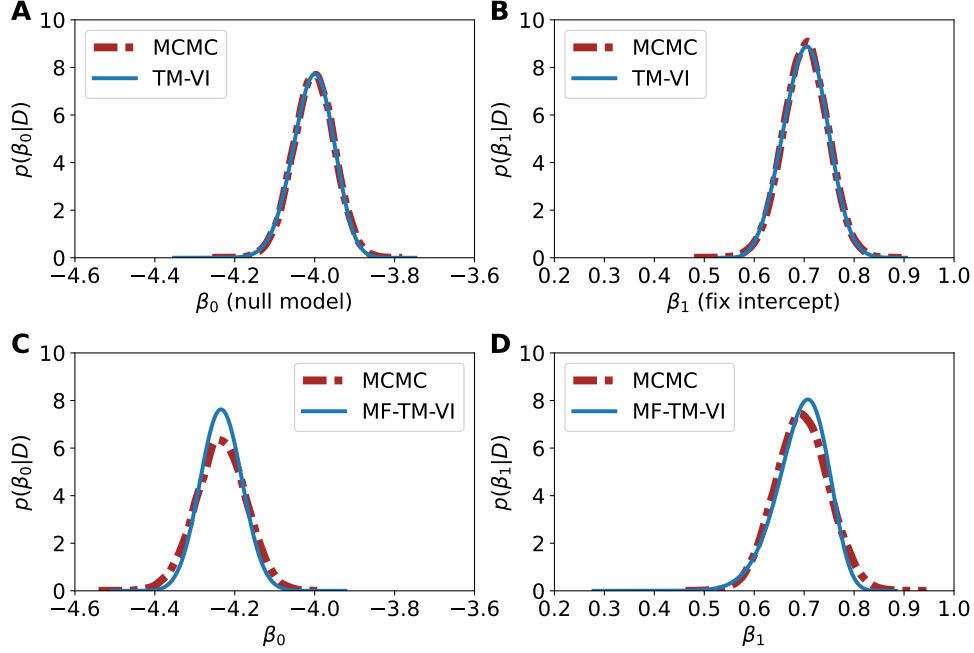 A
10
8
6
4
2
0
p(β₀|D)
MCMC
TM-VI
−4.6 −4.4 −4.2 −4.0 −3.8 −3.6
β₀ (null model)
B
10
8
6
4
2
0
p(β₁|D)
MCMC
TM-VI
0.2 0.3 0.4 0.5 0.6 0.7 0.8 0.9 1.0
β₁ (fix intercept)
C
10
8
6
4
2
0
p(β₀|D)
MCMC
MF-TM-VI
−4.6 −4.4 −4.2 −4.0 −3.8 −3.6
β₀
D
10
8
6
4
2
0
p(β₁|D)
MCMC
MF-TM-VI
0.2 0.3 0.4 0.5 0.6 0.7 0.8 0.9 1.0
β₁